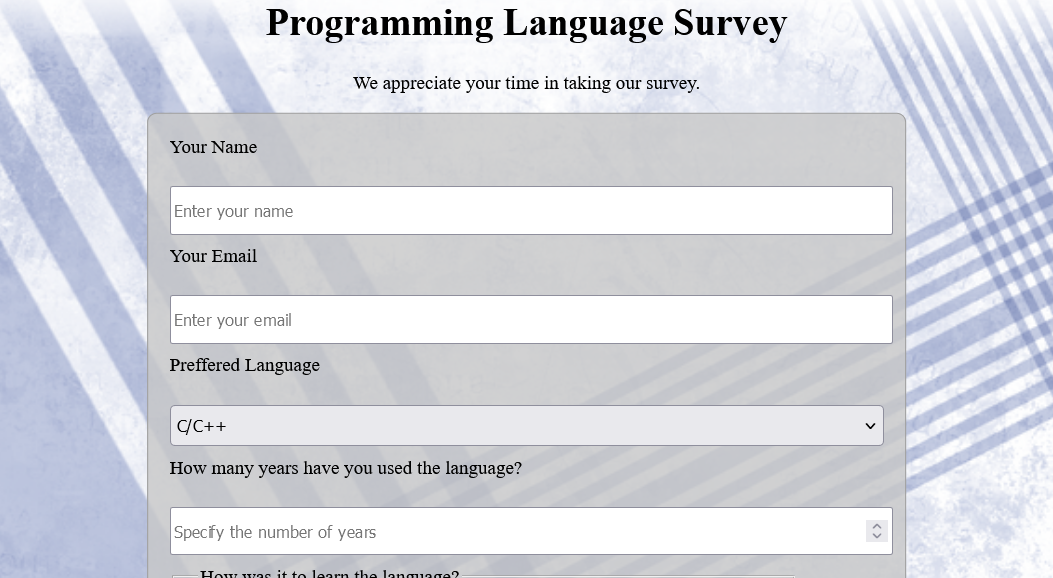 Programming Language Survey
We appreciate your time in taking our survey.
Your Name
Enter your name
Your Email
Enter your email
Preffered Language
C/C++
How many years have you used the language?
Specify the number of years
How was it to learn the language?